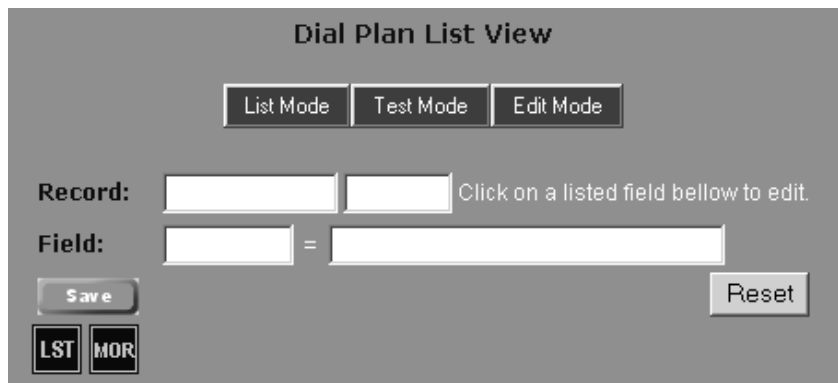 Dial Plan List View
List Mode Test Mode Edit Mode
Record: Click on a listed field bellow to edit.
Field: =
Save Reset
LST MOR